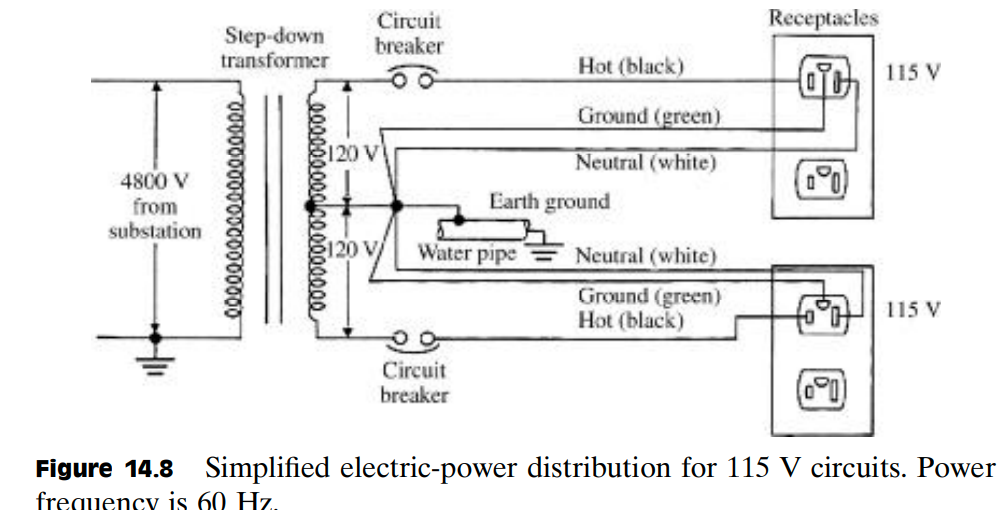 Circuit
breaker
Receptacles
Step-down
transformer
Hot (black)
115 V
Ground (green)
120 V
Neutral (white)
4800 V
from
substation
Earth ground
120 V
Water pipe
Neutral (white)
Ground (green)
Hot (black)
115 V
Circuit
breaker
Figure 14.8 Simplified electric-power distribution for 115 V circuits. Power
frequency is 60 Hz.